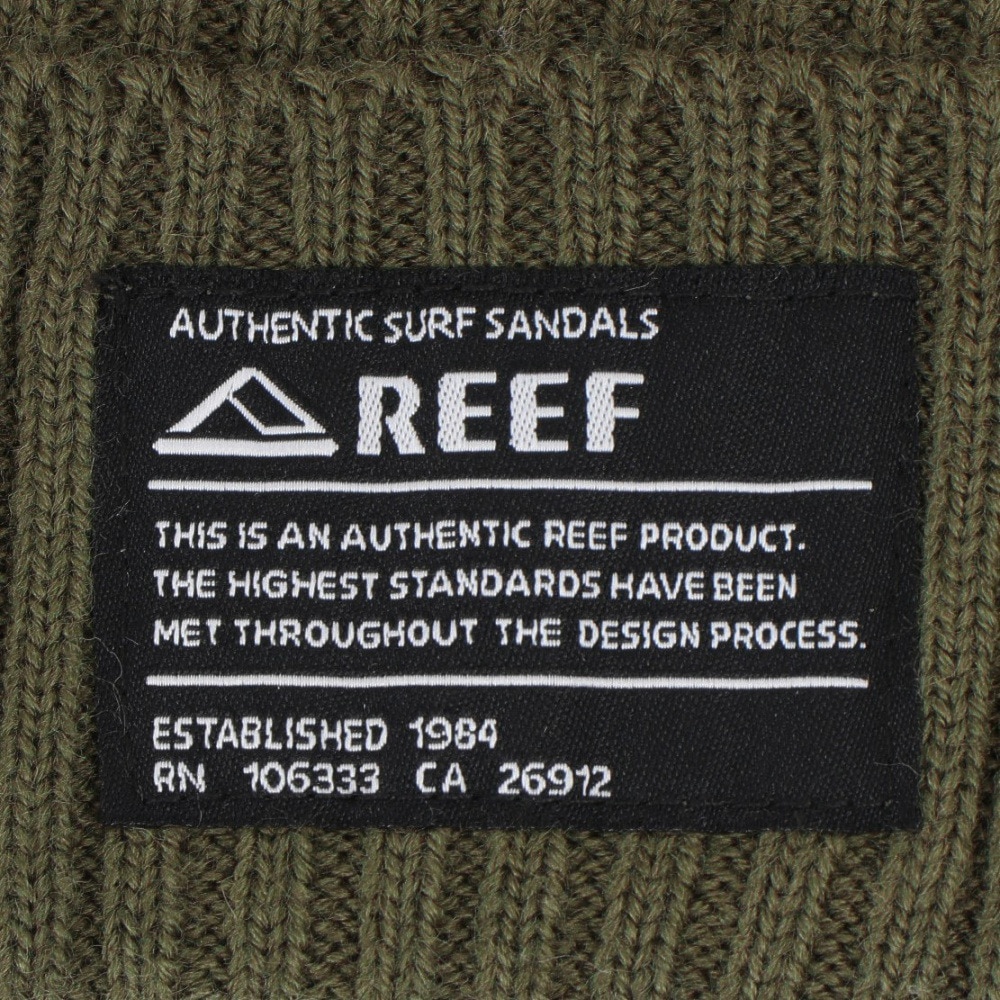 AUTHENTIC SURF SANDALS
REEF
THIS IS AN AUTHENTIC REEF PRODUCT.
THE HIGHEST STANDARDS HAVE BEEN
MET THROUGHOUT THE DESIGN PROCESS.
ESTABLISHED 1984
RN 106333 CA 26912